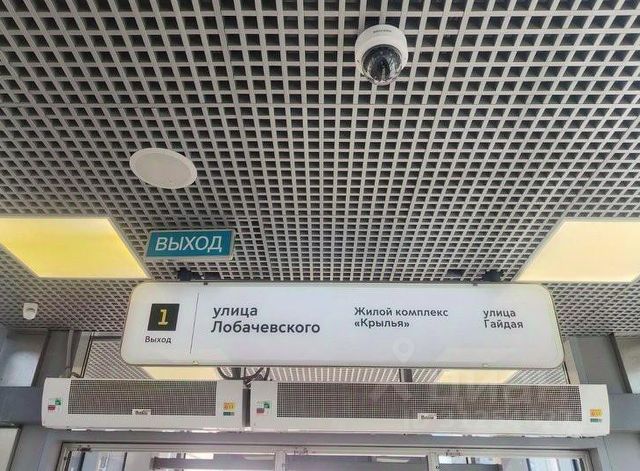 ВЫХОД
1
Выход
улица
Лобачевского
Жилой комплекс
«Крылья»
улица
Гайдая